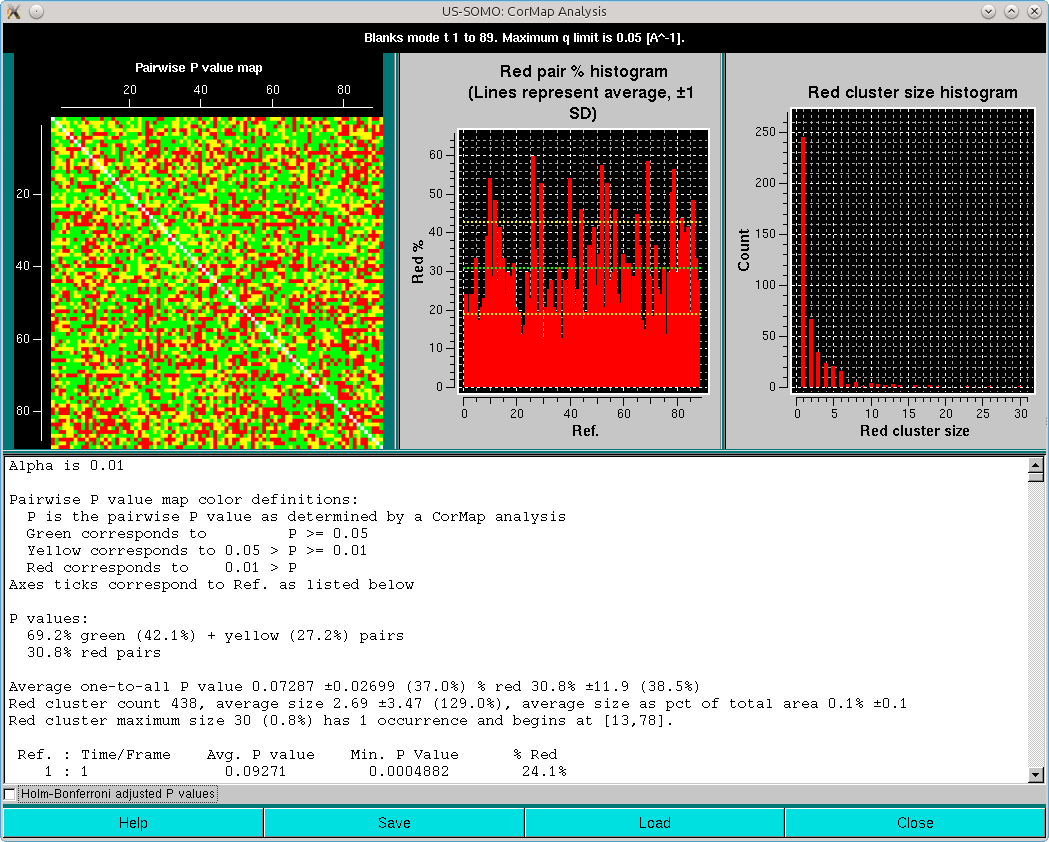 US-SOMO: CorMap Analysis
Blanks mode t 1 to 89. Maximum q limit is 0.05 [A^-1].
Pairwise P value map
20 40 60 80
20
40
60
80
Red pair % histogram
(Lines represent average, ±1
SD)
Red %
60
50
40
30
20
10
0
0 20 40 60 80
Ref.
Red cluster size histogram
Count
250
200
150
100
50
0
0 5 10 15 20 25 30
Red cluster size
Alpha is 0.01
Pairwise P value map color definitions:
P is the pairwise P value as determined by a CorMap analysis
Green corresponds to P >= 0.05
Yellow corresponds to 0.05 > P >= 0.01
Red corresponds to 0.01 > P
Axes ticks correspond to Ref. as listed below
P values:
69.2% green (42.1%) + yellow (27.2%) pairs
30.8% red pairs
Average one-to-all P value 0.07287 ±0.02699 (37.0%) % red 30.8% ±11.9 (38.5%)
Red cluster count 438, average size 2.69 ±3.47 (129.0%), average size as pct of total area 0.1% ±0.1
Red cluster maximum size 30 (0.8%) has 1 occurrence and begins at [13,78].
Ref. : Time/Frame Avg. P value Min. P Value % Red
1 : 1 0.09271 0.0004882 24.1%
Holm-Bonferroni adjusted P values
Help Save Load Close